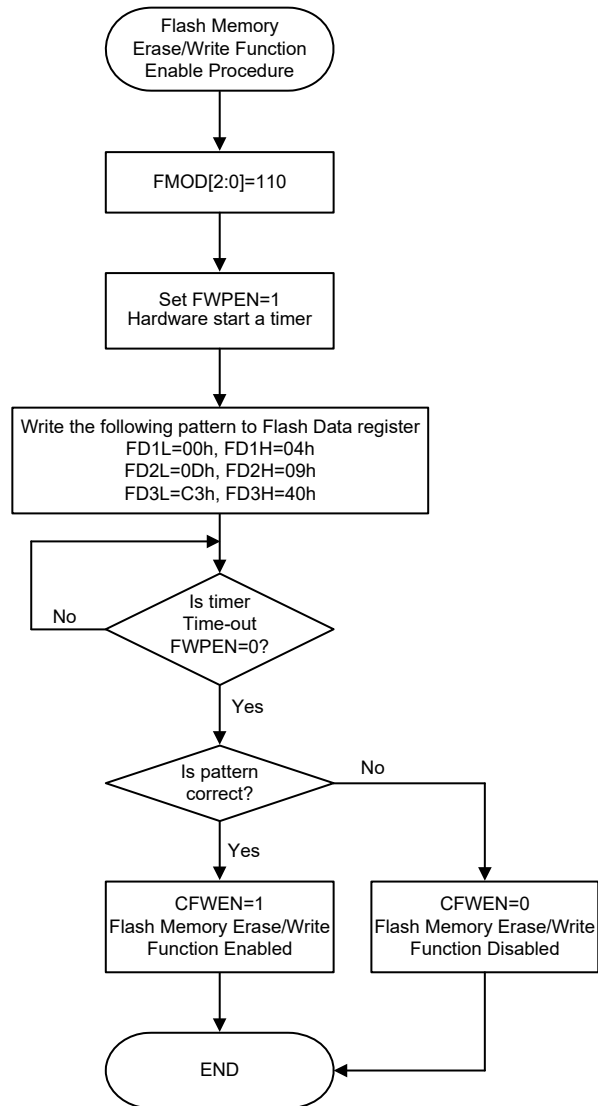 Flash Memory
Erase/Write Function
Enable Procedure
FMOD[2:0]=110
Set FWPEN=1
Hardware start a timer
Write the following pattern to Flash Data register
FD1L=00h, FD1H=04h
FD2L=0Dh, FD2H=09h
FD3L=C3h, FD3H=40h
Is timer
Time-out
FWPEN=0?
No
Yes
Is pattern
correct?
No
Yes
CFWEN=1
Flash Memory Erase/Write
Function Enabled
CFWEN=0
Flash Memory Erase/Write
Function Disabled
END